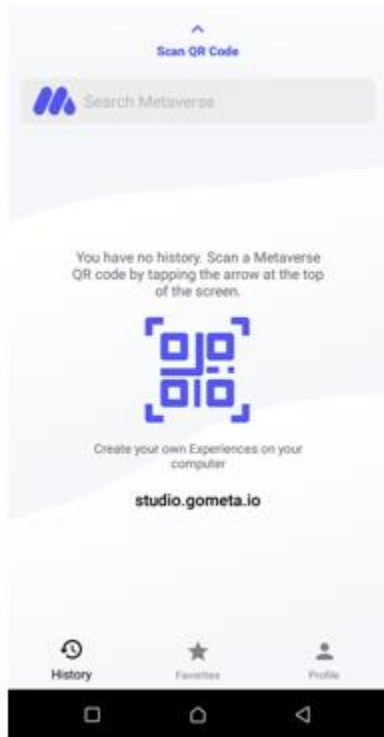 Scan QR Code
Search Metaverse
You have no history. Scan a Metaverse
QR code by tapping the arrow at the top
of the screen.
Create your own Experiences on your
computer
studio.gometa.io
History
Favorites
Profile